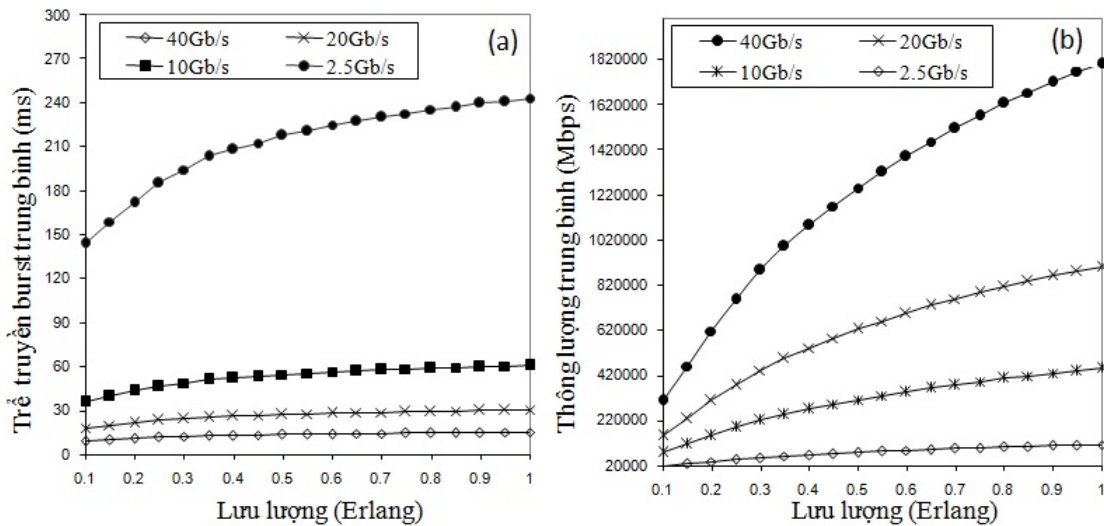 (a)
40Gb/s
20Gb/s
10Gb/s
2.5Gb/s
Trễ truyền burst trung bình (ms)
300
270
240
210
180
150
120
90
60
30
0
0.1 0.2 0.3 0.4 0.5 0.6 0.7 0.8 0.9 1
Lưu lượng (Erlang)
(b)
40Gb/s
20Gb/s
10Gb/s
2.5Gb/s
Thông lượng trung bình (Mbps)
1820000
1620000
1420000
1220000
1020000
820000
620000
420000
220000
20000
0.1 0.2 0.3 0.4 0.5 0.6 0.7 0.8 0.9 1
Lưu lượng (Erlang)